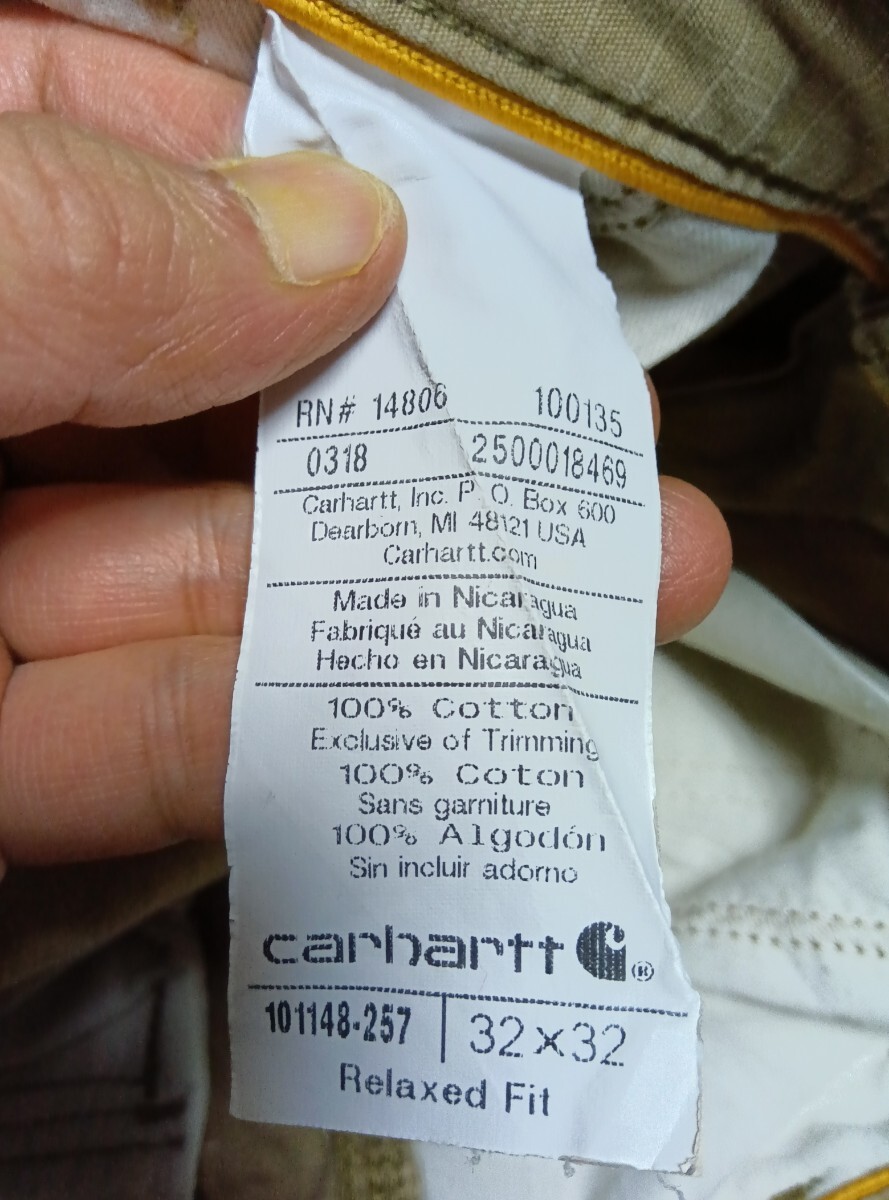 RN# 14806 100135
0318 2500018469
Carhartt, Inc. P. O. Box 600
Dearborn, MI 48121 USA
Carhartt.com
Made in Nicaragua
Fabriqué au Nicaragua
Hecho en Nicaragua
100% Cotton
Exclusive of Trimming
100% Coton
Sans garniture
100% Algodón
Sin incluir adorno
carhartt ®
101148-257 | 32x32
Relaxed Fit